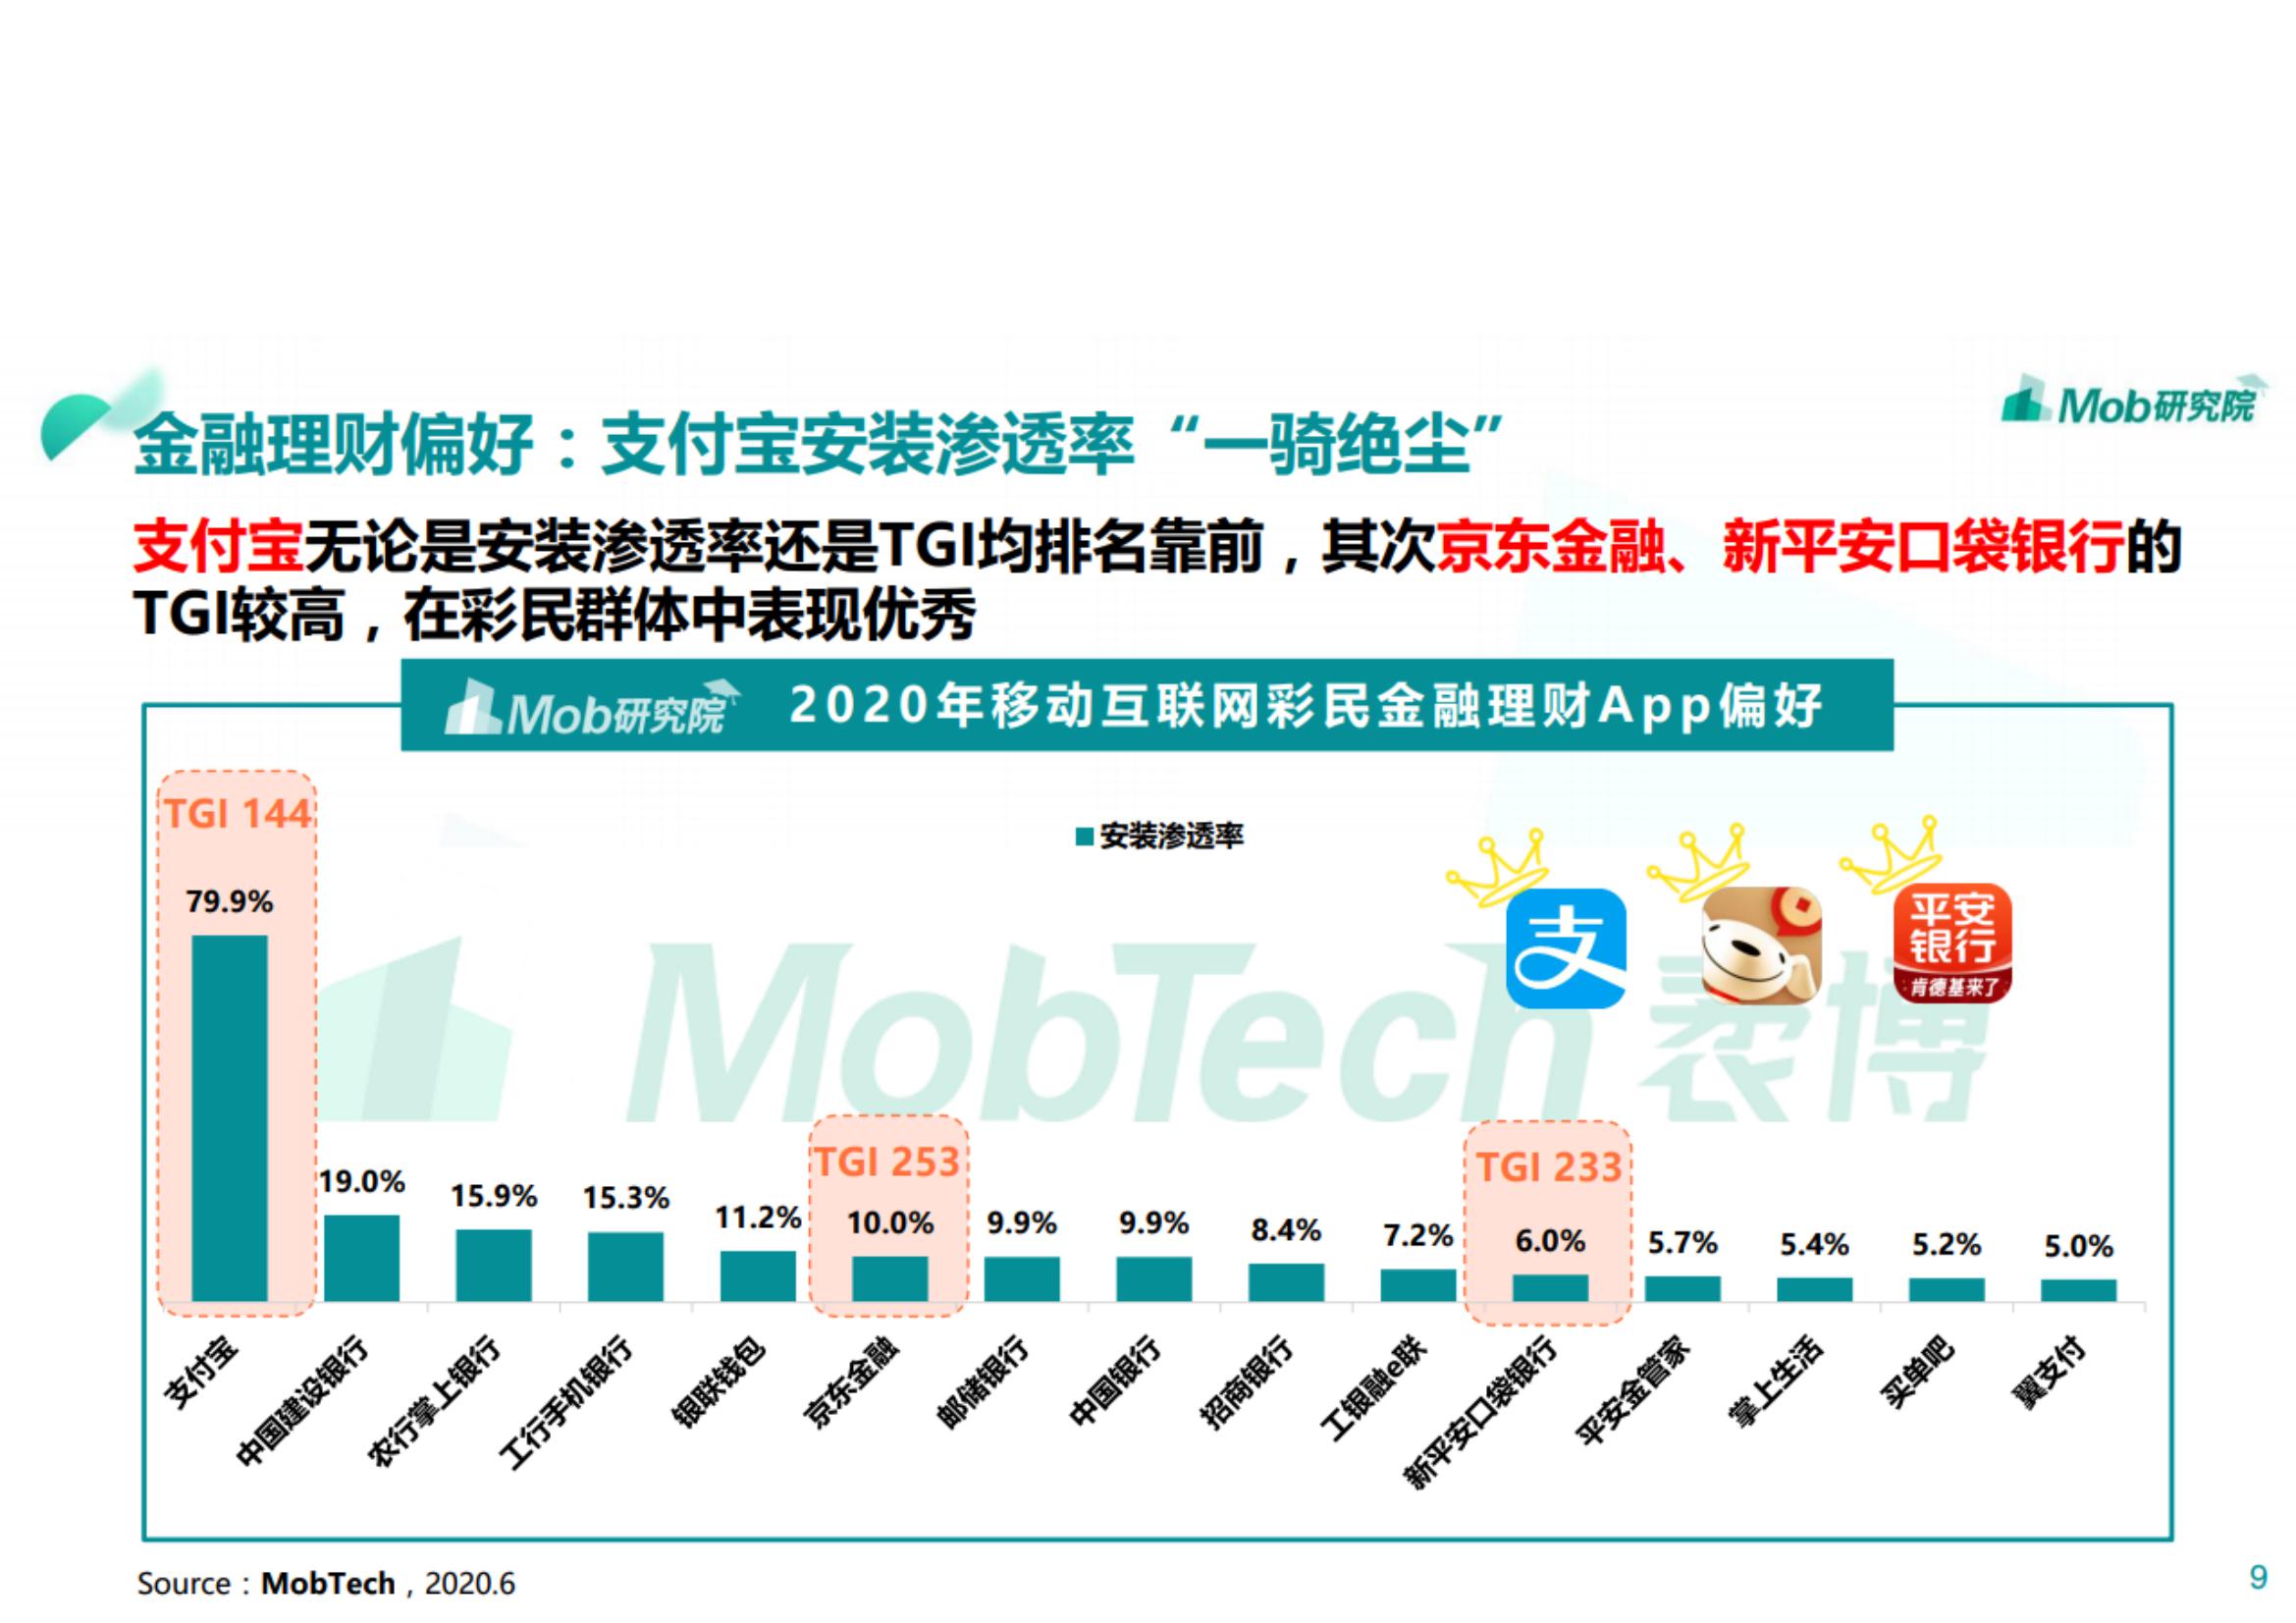 Mob研究院
金融理财偏好：支付宝安装渗透率“一骑绝尘”
支付宝无论是安装渗透率还是TGI均排名靠前，其次京东金融、新平安口袋银行的
TGI较高，在彩民群体中表现优秀
Mob研究院 2020年移动互联网彩民金融理财App偏好
TGI 144
安装渗透率
支
平安
银行
肯德基来了
MobTech 袤博
79.9%
TGI 253
TGI 233
19.0%
15.9%
15.3%
11.2%
10.0%
9.9%
9.9%
8.4%
7.2%
6.0%
5.7%
5.4%
5.2%
5.0%
支付宝
中国建设银行
农行掌上银行
工行手机银行
银联钱包
京东金融
邮储银行
中国银行
招商银行
工银融e联
新平安口袋银行
平安金管家
掌上生活
买单吧
翼支付
Source：MobTech，2020.6
9